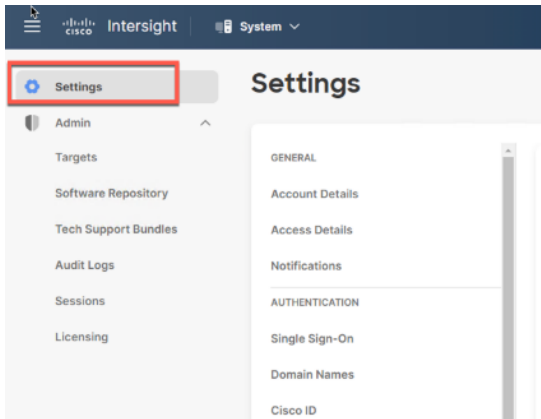 cisco Intersight System
Settings
Admin
Targets
Software Repository
Tech Support Bundles
Audit Logs
Sessions
Licensing
Settings
GENERAL
Account Details
Access Details
Notifications
AUTHENTICATION
Single Sign-On
Domain Names
Cisco ID